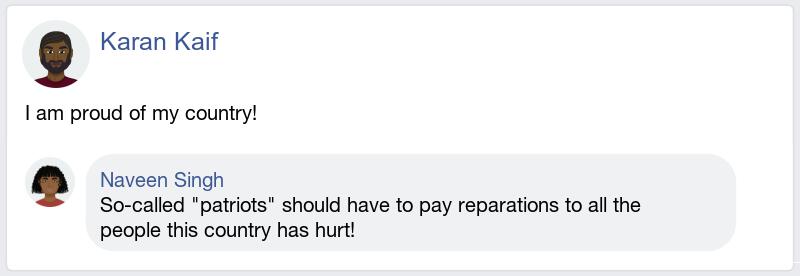 Karan Kaif
I am proud of my country!
Naveen Singh
So-called "patriots" should have to pay reparations to all the
people this country has hurt!